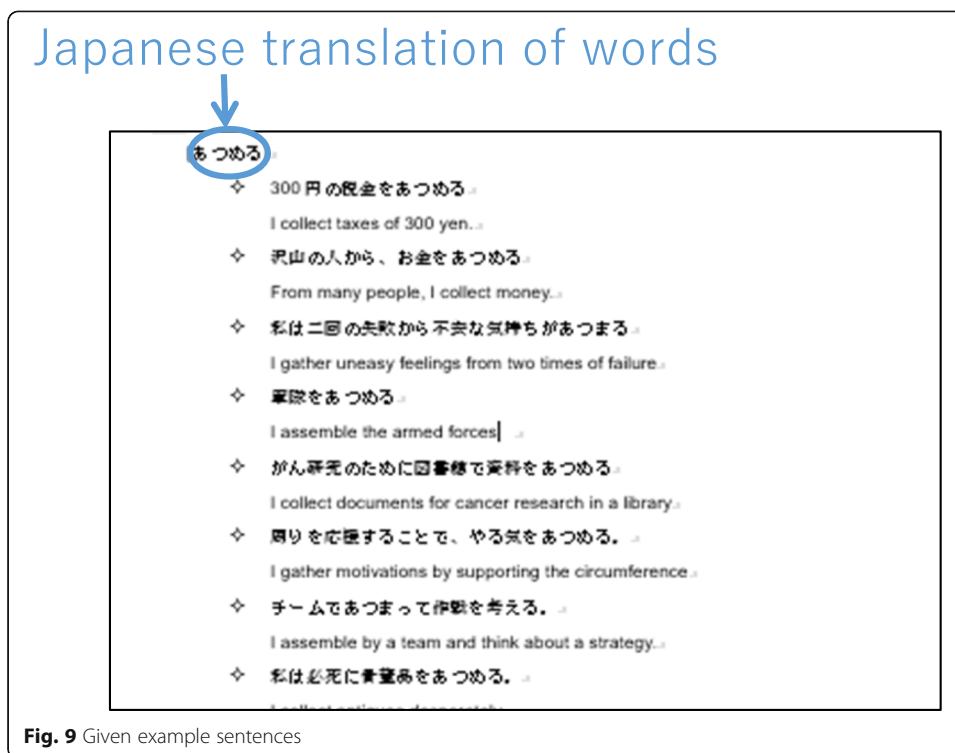 Japanese translation of words
あつめる
300 円の税金をあつめる
I collect taxes of 300 yen.
沢山の人から、お金をあつめる
From many people, I collect money.
私は二回の失敗から不安な気持ちがあつまる
I gather uneasy feelings from two times of failure
軍隊をあつめる
I assemble the armed forces
がん研究のために図書館で資料をあつめる
I collect documents for cancer research in a library
周りを応援することで、やる気をあつめる。
I gather motivations by supporting the circumference
チームであつまって作戦を考える。
I assemble by a team and think about a strategy.
私は必死に骨董品をあつめる。
Fig. 9 Given example sentences